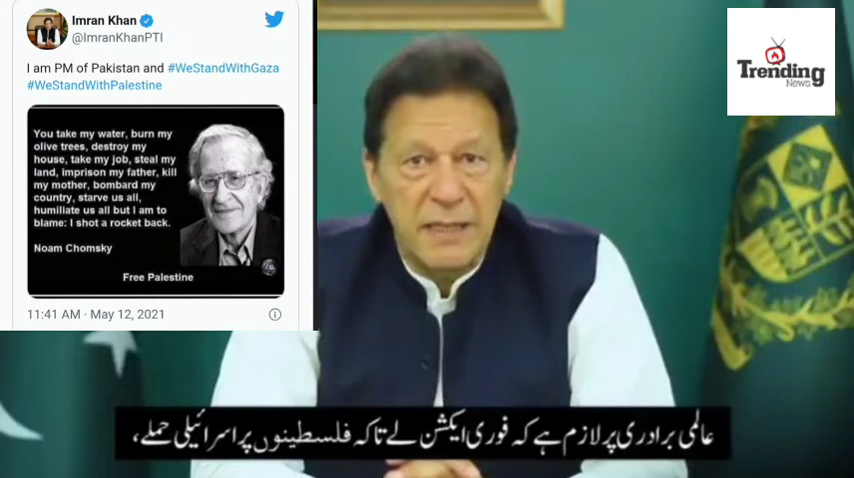 Imran Khan
@ImranKhanPTI
I am PM of Pakistan and #WeStandWithGaza
#WeStandWithPalestine
You take my water, burn my
olive trees, destroy my
house, take my job, steal my
land, imprison my father, kill
my mother, bombard my
country, starve us all,
humiliate us all but I am to
blame: I shot a rocket back.
Noam Chomsky
Free Palestine
11:41 AM · May 12, 2021
Trending
News
عالمی برادری پر لازم ہے کہ فوری ایکشن لے تاکہ فلسطینوں پر اسرائیلی حملے،